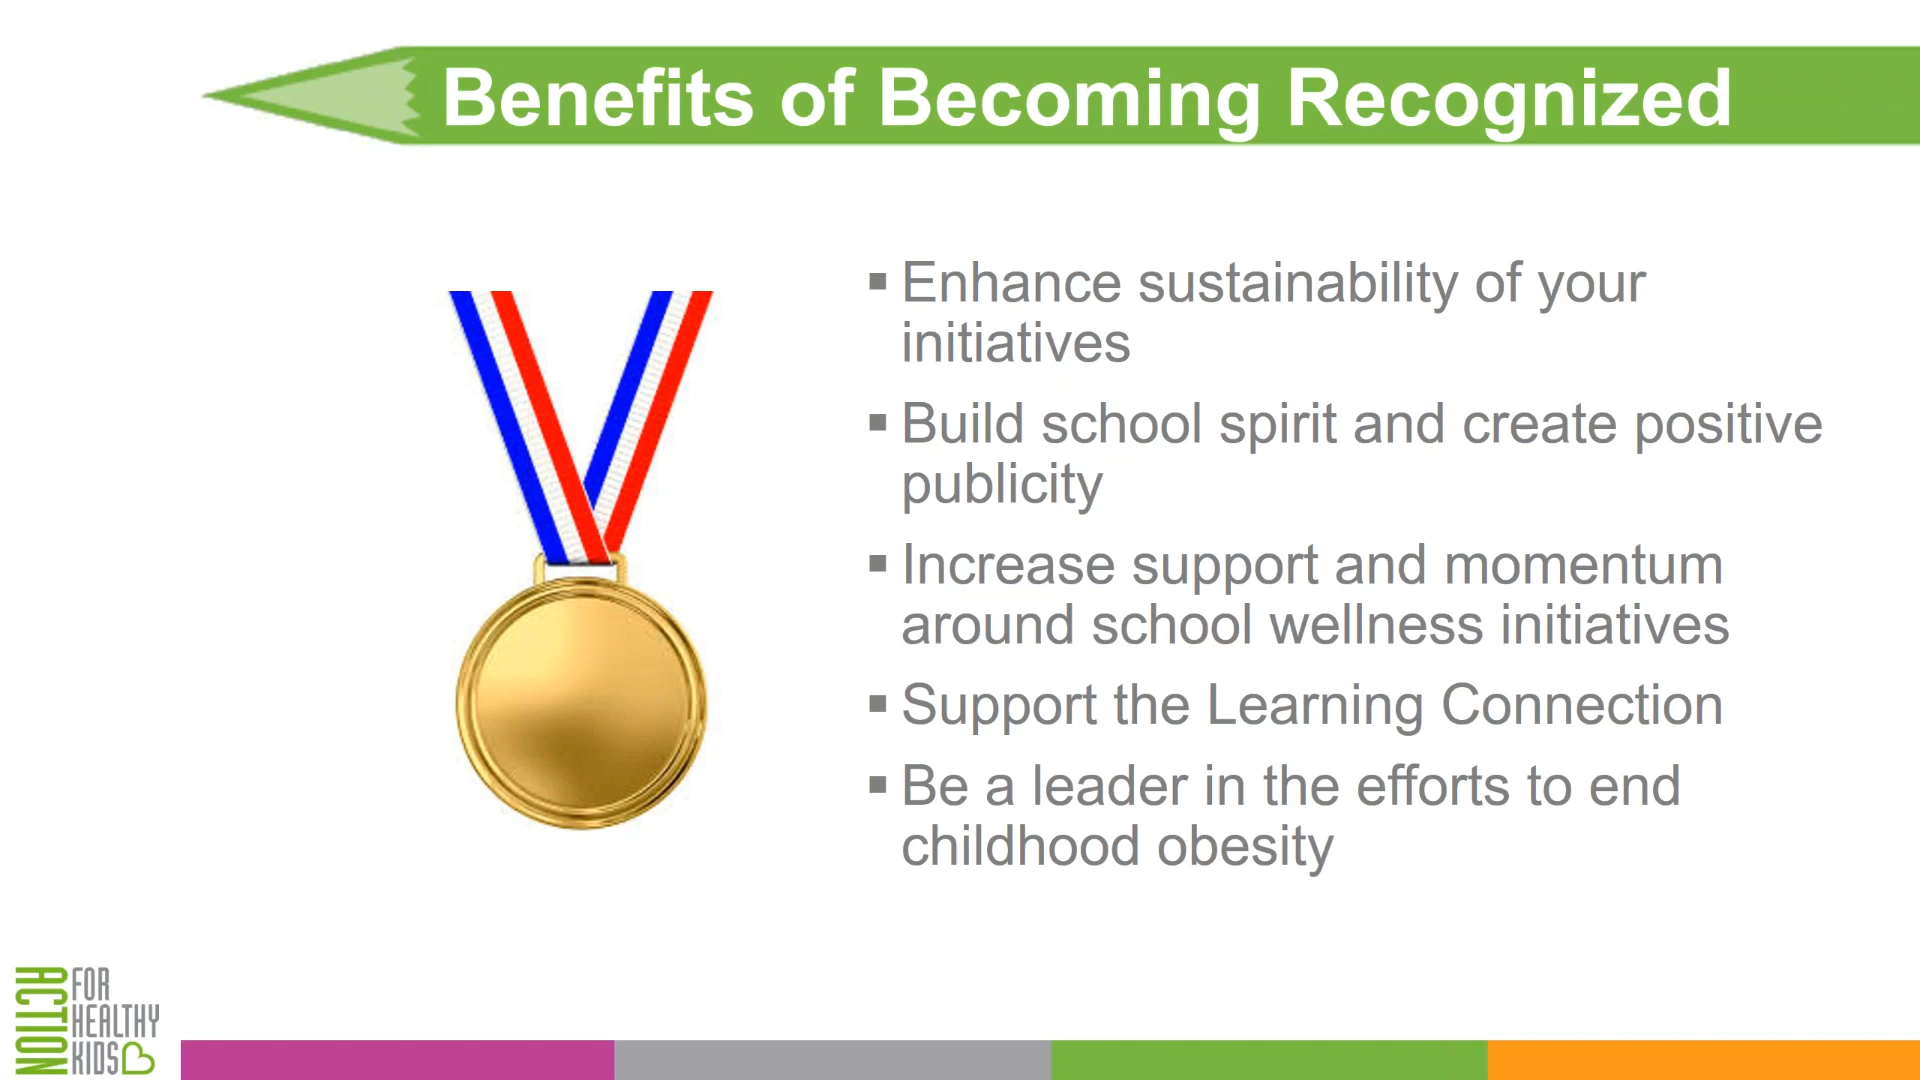 Benefits of Becoming Recognized
▪ Enhance sustainability of your
initiatives
▪ Build school spirit and create positive
publicity
▪ Increase support and momentum
around school wellness initiatives
▪ Support the Learning Connection
▪ Be a leader in the efforts to end
childhood obesity
ACTION
FOR
HEALTHY
KIDS